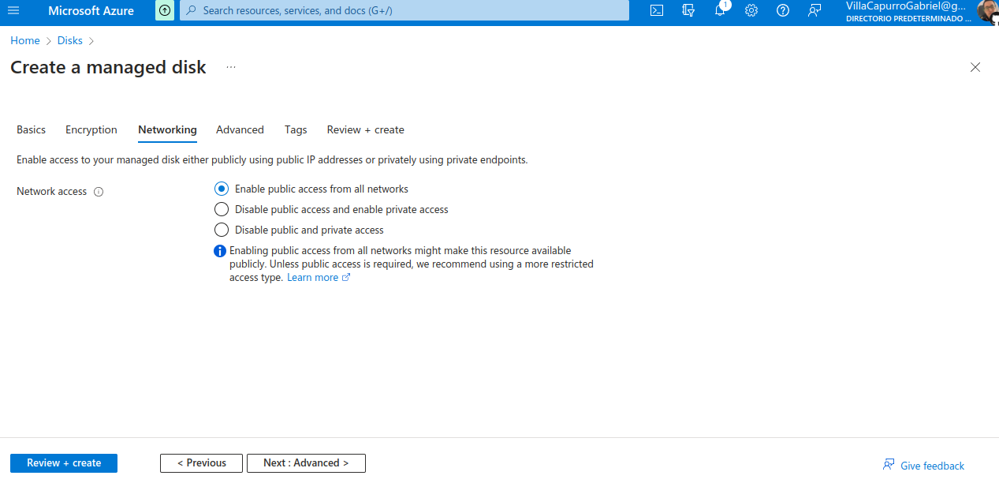 Microsoft Azure
Search resources, services, and docs (G+/)
1
VillaCapurroGabriel@g...
DIRECTORIO PREDETERMINADO ...
Home > Disks >
Create a managed disk ...
Basics Encryption Networking Advanced Tags Review + create
Enable access to your managed disk either publicly using public IP addresses or privately using private endpoints.
Network access
Enable public access from all networks
Disable public access and enable private access
Disable public and private access
Enabling public access from all networks might make this resource available
publicly. Unless public access is required, we recommend using a more restricted
access type. Learn more
Review + create
< Previous
Next : Advanced >
Give feedback